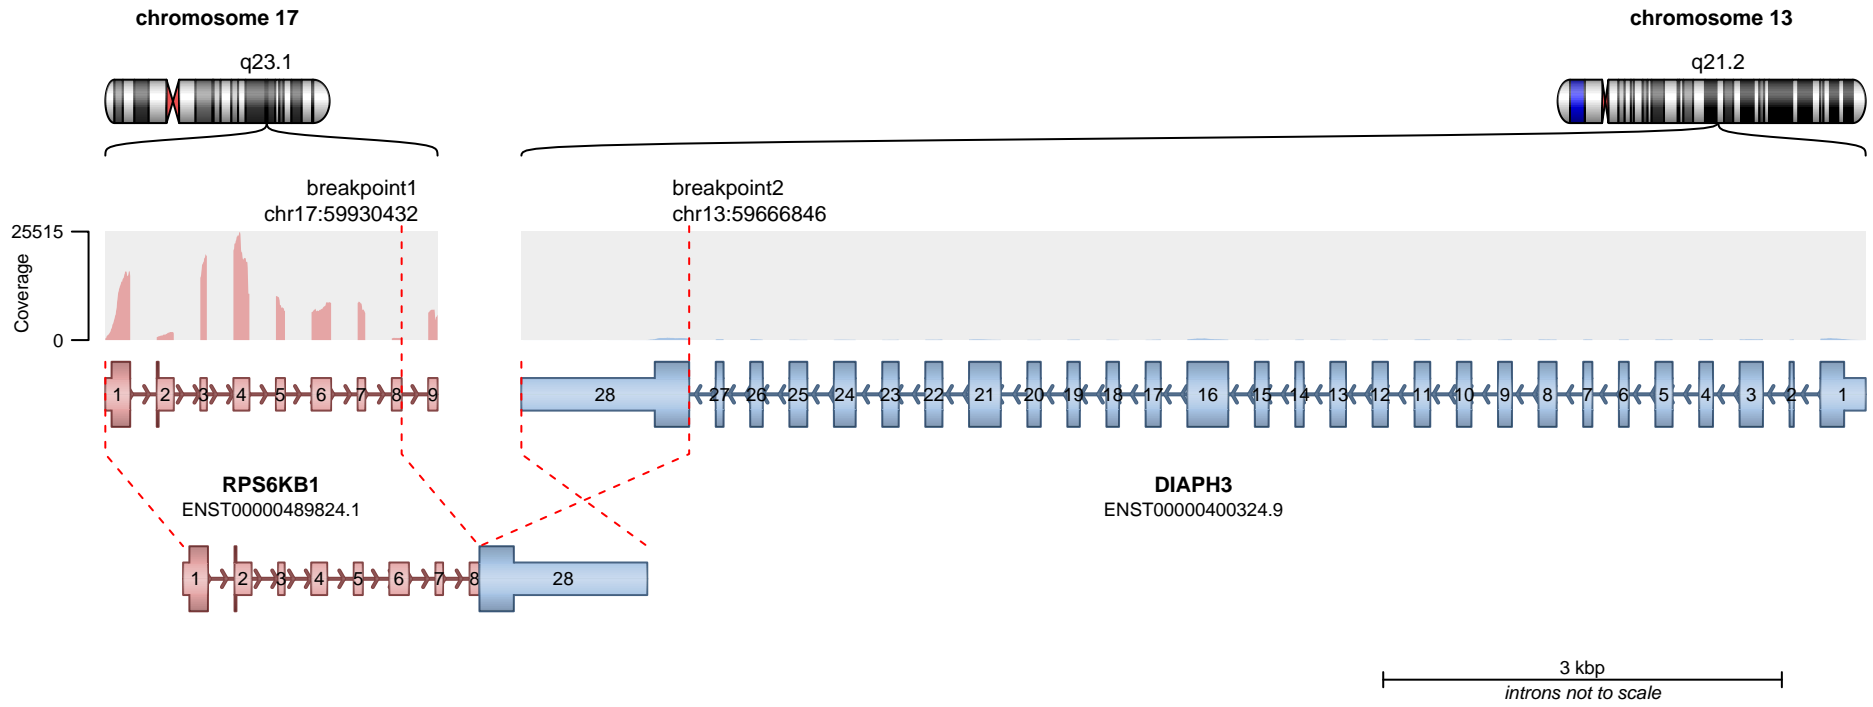 chromosome 17
chromosome 13
q23.1
q21.2
breakpoint1
chr17:59930432
breakpoint2
chr13:59666846
25515
0
Coverage
1 2 3 4 5 6 7 8 9
28 27 26 25 24 23 22 21 20 19 18 17 16 15 14 13 12 11 10 9 8 7 6 5 4 3 2 1
RPS6KB1
ENST00000489824.1
DIAPH3
ENST00000400324.9
1 2 3 4 5 6 7 8 28
3 kbp
introns not to scale